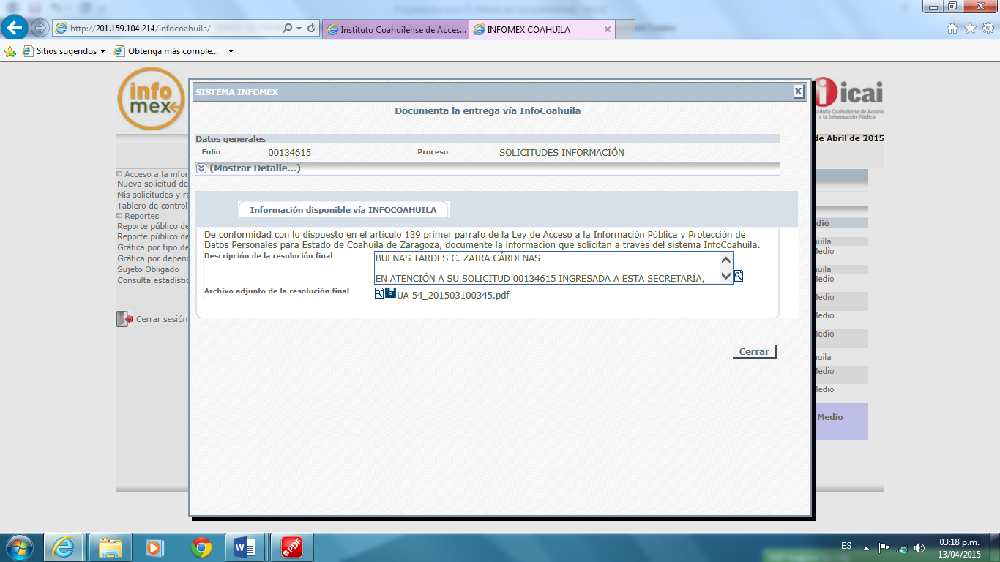 http://201.159.104.214/infocoahuila/
Instituto Coahuilense de Acces...
INFOMEX COAHUILA
Sitios sugeridos
Obtenga más comple...
info
mex
SISTEMA INFOMEX
X
icai
Instituto Coahuilense de Acceso
a la Información Pública
Documenta la entrega vía InfoCoahuila
de Abril de 2015
Datos generales
Folio 00134615 Proceso SOLICITUDES INFORMACIÓN
(Mostrar Detalle...)
Acceso a la infor
Nueva solicitud de
Mis solicitudes y re
Tablero de control
Reportes
Reporte público de
Reporte público de
Gráfica por tipo de
Gráfica por depend
Sujeto Obligado
Consulta estadístic
Cerrar sesión
Información disponible vía INFOCOAHUILA
De conformidad con lo dispuesto en el artículo 139 primer párrafo de la Ley de Acceso a la Información Pública y Protección de
Datos Personales para Estado de Coahuila de Zaragoza, documente la información que solicitan a través del sistema InfoCoahuila.
Descripción de la resolución final
BUENAS TARDES C. ZAIRA CÁRDENAS
EN ATENCIÓN A SU SOLICITUD 00134615 INGRESADA A ESTA SECRETARÍA,
Archivo adjunto de la resolución final
UA 54_201503100345.pdf
Cerrar
dió
uila
Medio
uila
Medio
Medio
Medio
Medio
uila
Medio
Medio
Medio
ES
03:18 p.m.
13/04/2015